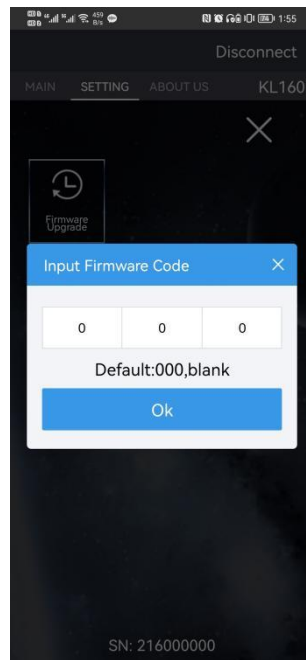 459 B/s 1:55
Disconnect
MAIN SETTING ABOUT US KL160
Firmware
Upgrade
Input Firmware Code
0 0 0
Default:000,blank
Ok
SN: 216000000